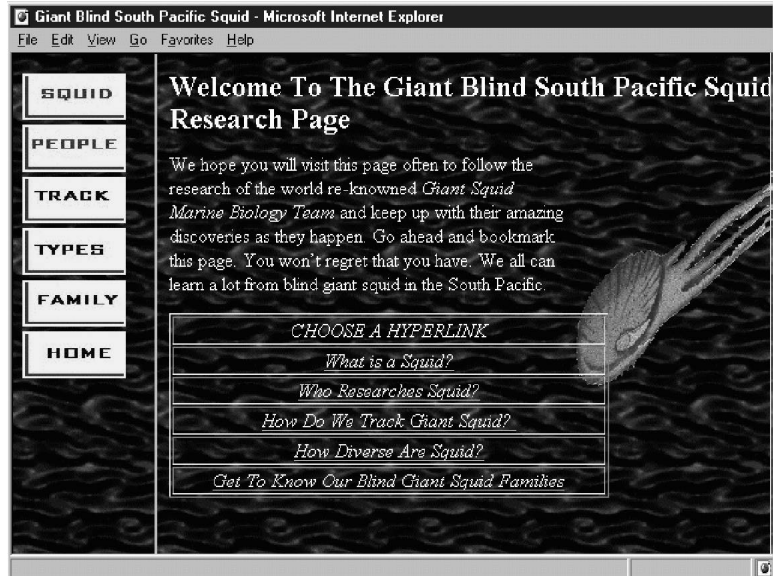 Giant Blind South Pacific Squid - Microsoft Internet Explorer
File Edit View Go Favorites Help
SQUID
PEOPLE
TRACK
TYPES
FAMILY
HOME
Welcome To The Giant Blind South Pacific Squid
Research Page
We hope you will visit this page often to follow the
research of the world re-knowned Giant Squid
Marine Biology Team and keep up with their amazing
discoveries as they happen. Go ahead and bookmark
this page. You won't regret that you have. We all can
learn a lot from blind giant squid in the South Pacific.
CHOOSE A HYPERLINK
What is a Squid?
Who Researches Squid?
How Do We Track Giant Squid?
How Diverse Are Squid?
Get To Know Our Blind Giant Squid Families